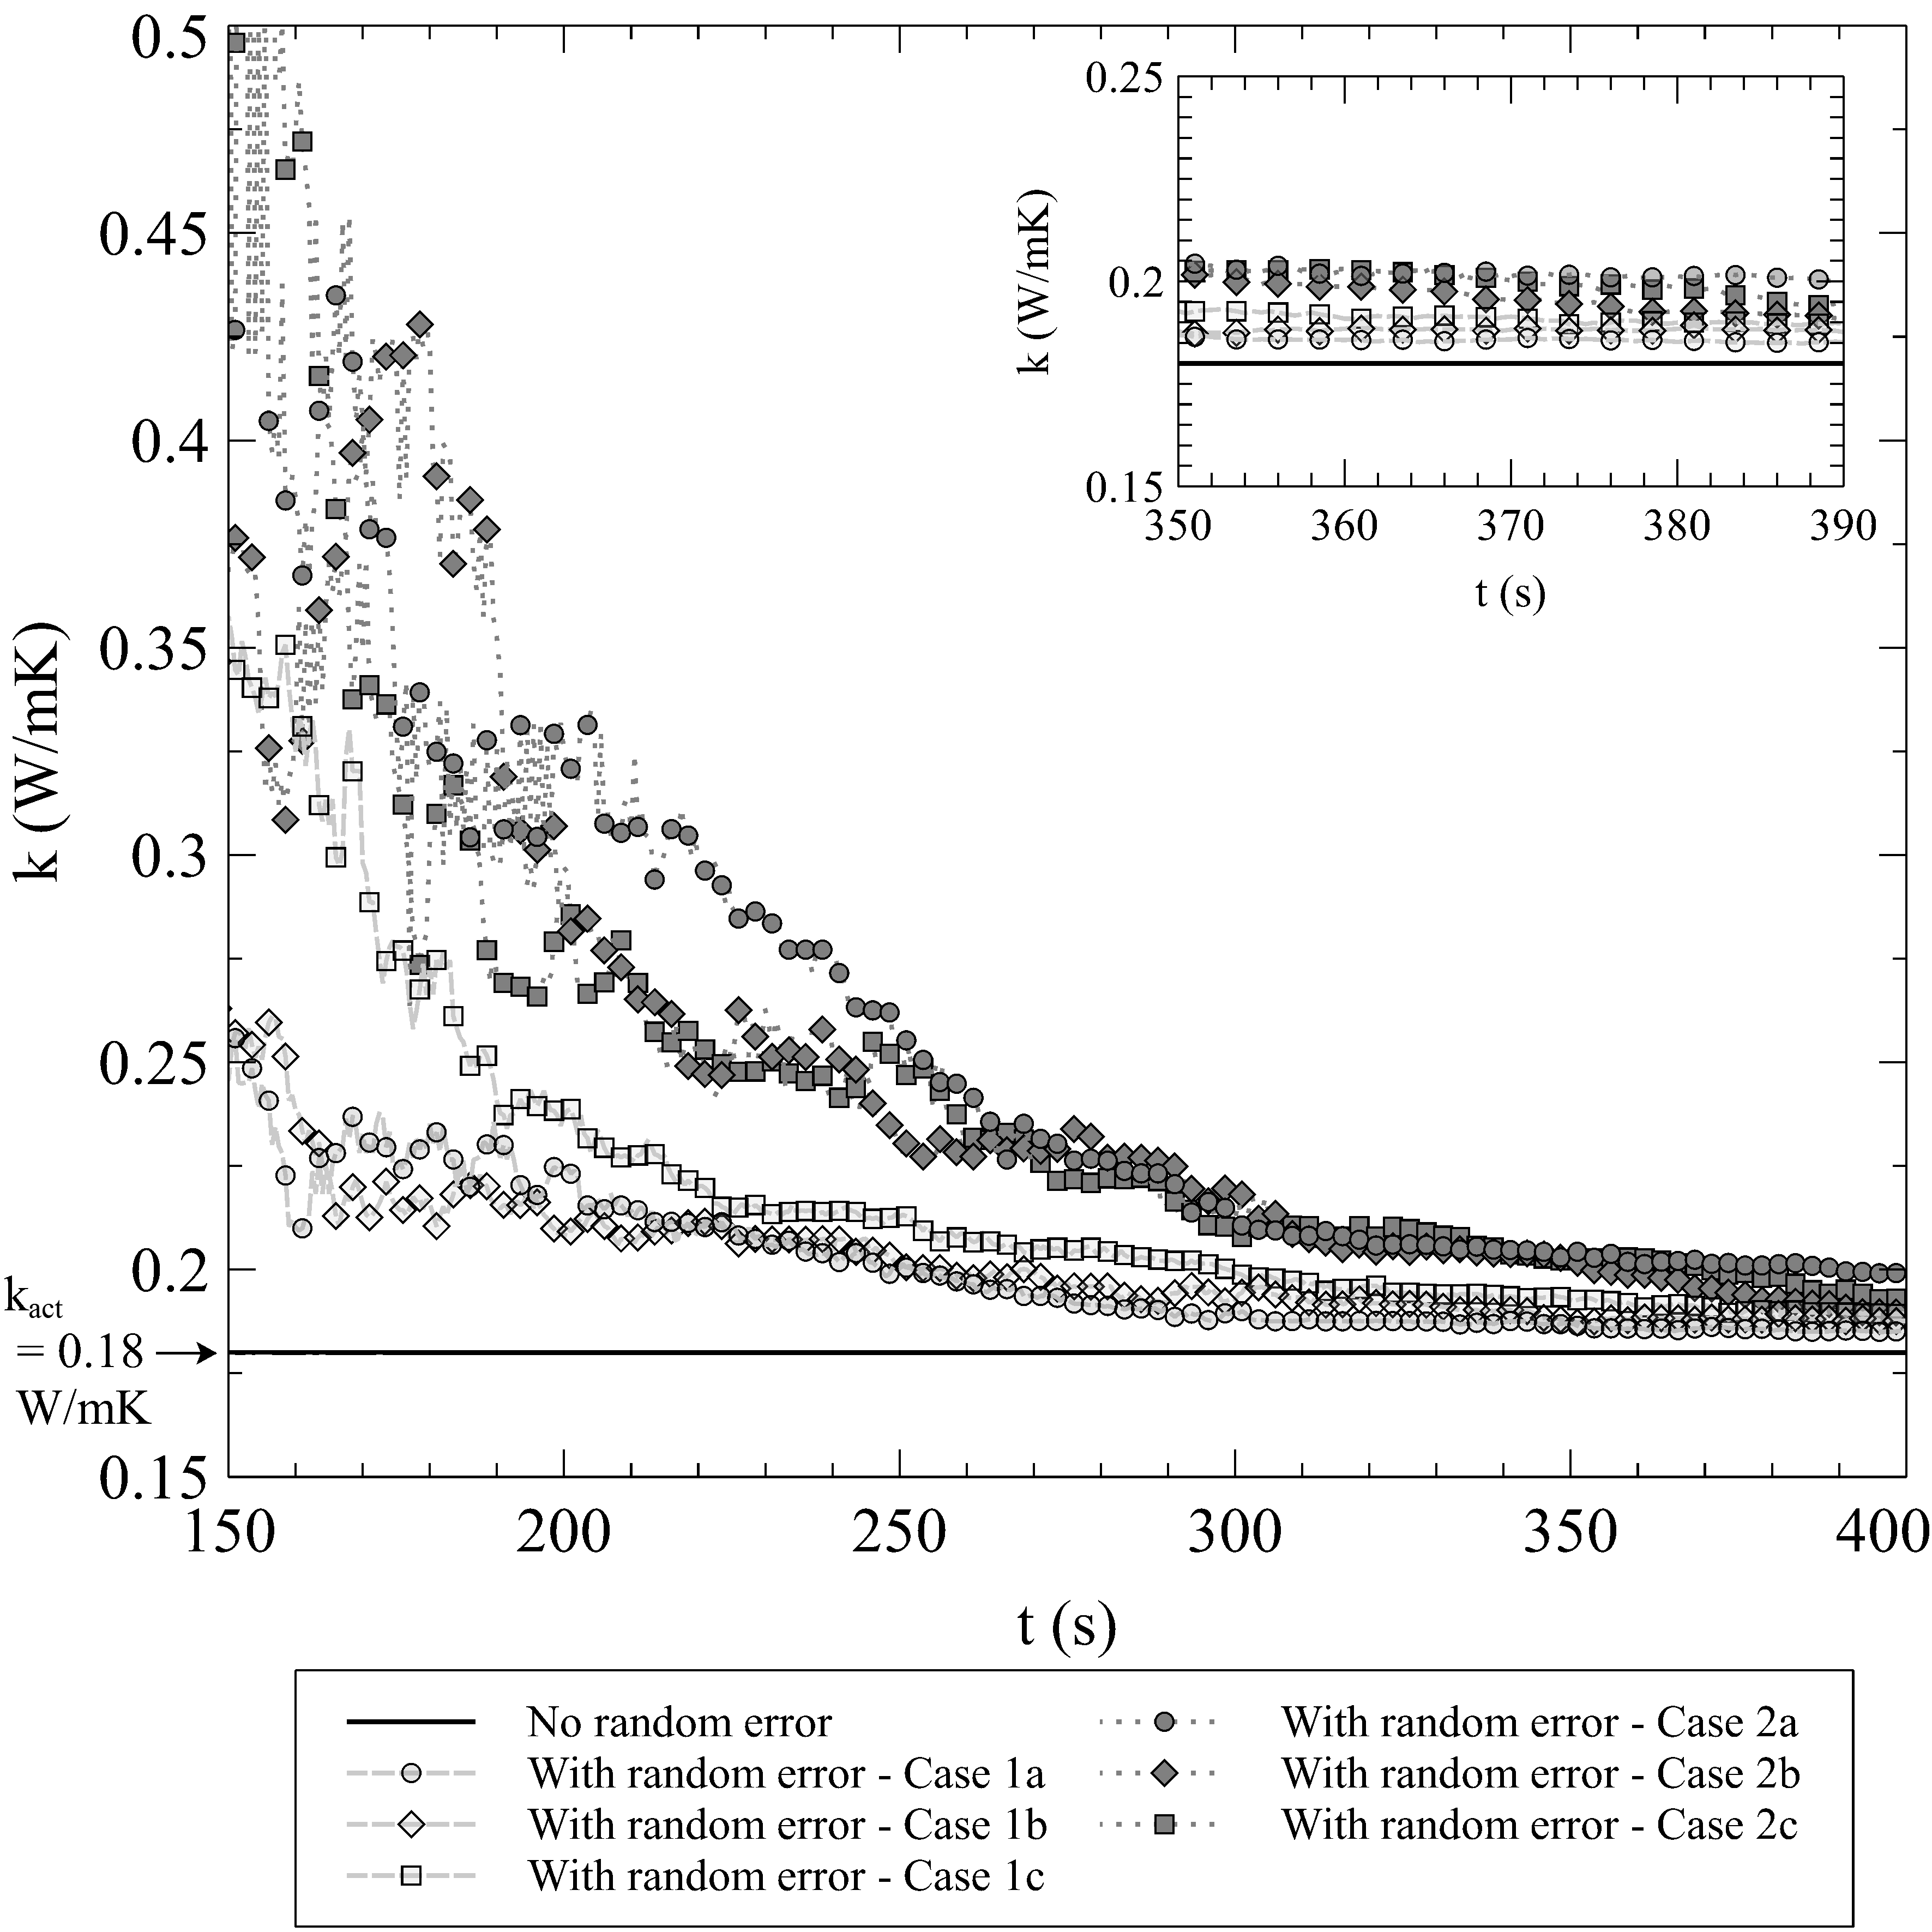 0.5
0.45
0.4
0.35
0.3
0.25
0.2
0.15
k (W/mK)
k_act
= 0.18
W/mK
150 200 250 300 350 400
t (s)
0.25
0.2
0.15
k (W/mK)
350 360 370 380 390
t (s)
No random error
With random error - Case 1a
With random error - Case 1b
With random error - Case 1c
With random error - Case 2a
With random error - Case 2b
With random error - Case 2c